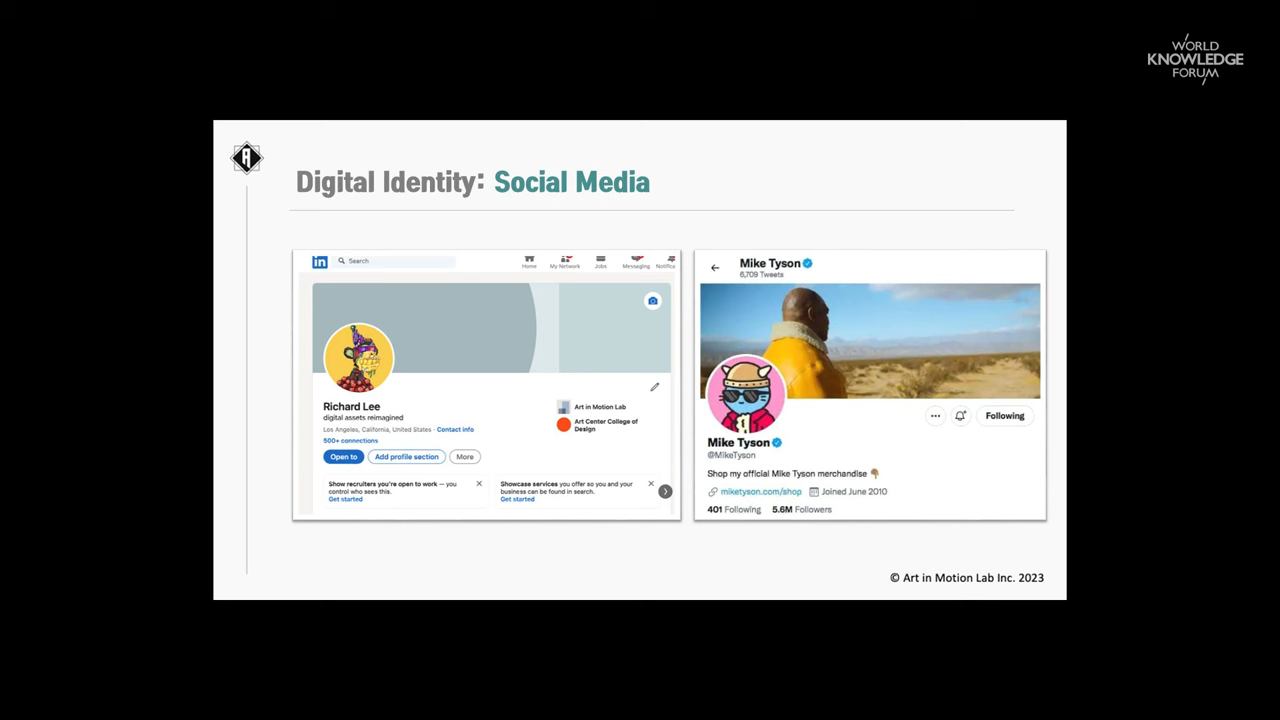 WORLD
KNOWLEDGE
FORUM
Digital Identity: Social Media
in
Search
Home
My Network
Jobs
Messaging
Notifica
Richard Lee
digital assets reimagined
Los Angeles, California, United States · Contact info
500+ connections
Art in Motion Lab
Art Center College of
Design
Open to
Add profile section
More
Show recruiters you're open to work — you
control who sees this.
Get started
Showcase services you offer so you and your
business can be found in search.
Get started
Mike Tyson
6,709 Tweets
Following
Mike Tyson
@MikeTyson
Shop my official Mike Tyson merchandise
miketyson.com/shop Joined June 2010
401 Following 5.6M Followers
© Art in Motion Lab Inc. 2023